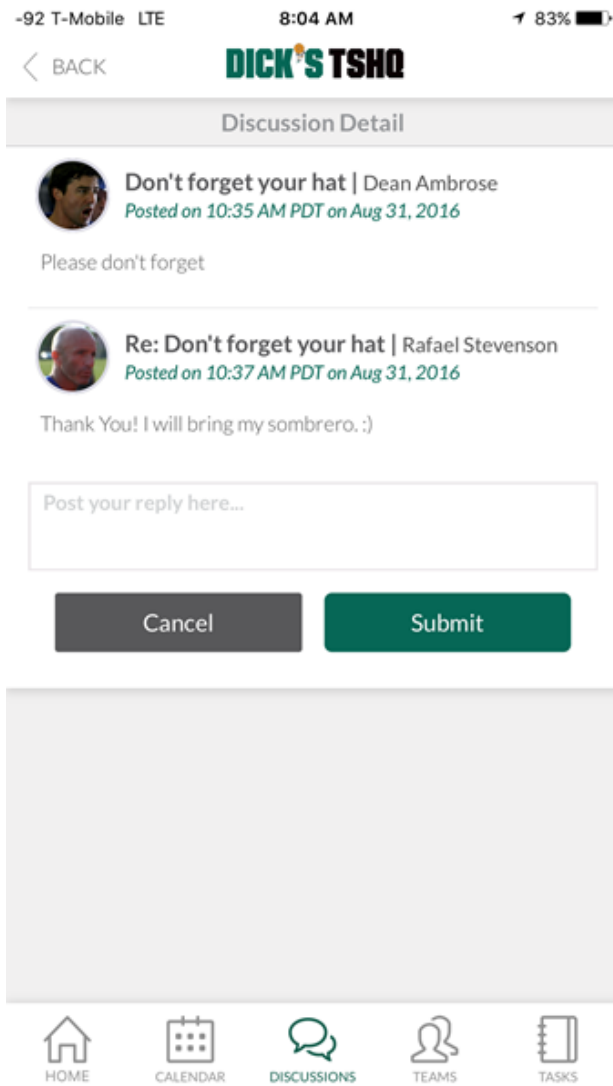 -92 T-Mobile LTE 8:04 AM 83%
BACK DICK'S TSHQ
Discussion Detail
Don't forget your hat | Dean Ambrose
Posted on 10:35 AM PDT on Aug 31, 2016
Please don't forget
Re: Don't forget your hat | Rafael Stevenson
Posted on 10:37 AM PDT on Aug 31, 2016
Thank You! I will bring my sombrero. :)
Post your reply here...
Cancel Submit
HOME CALENDAR DISCUSSIONS TEAMS TASKS